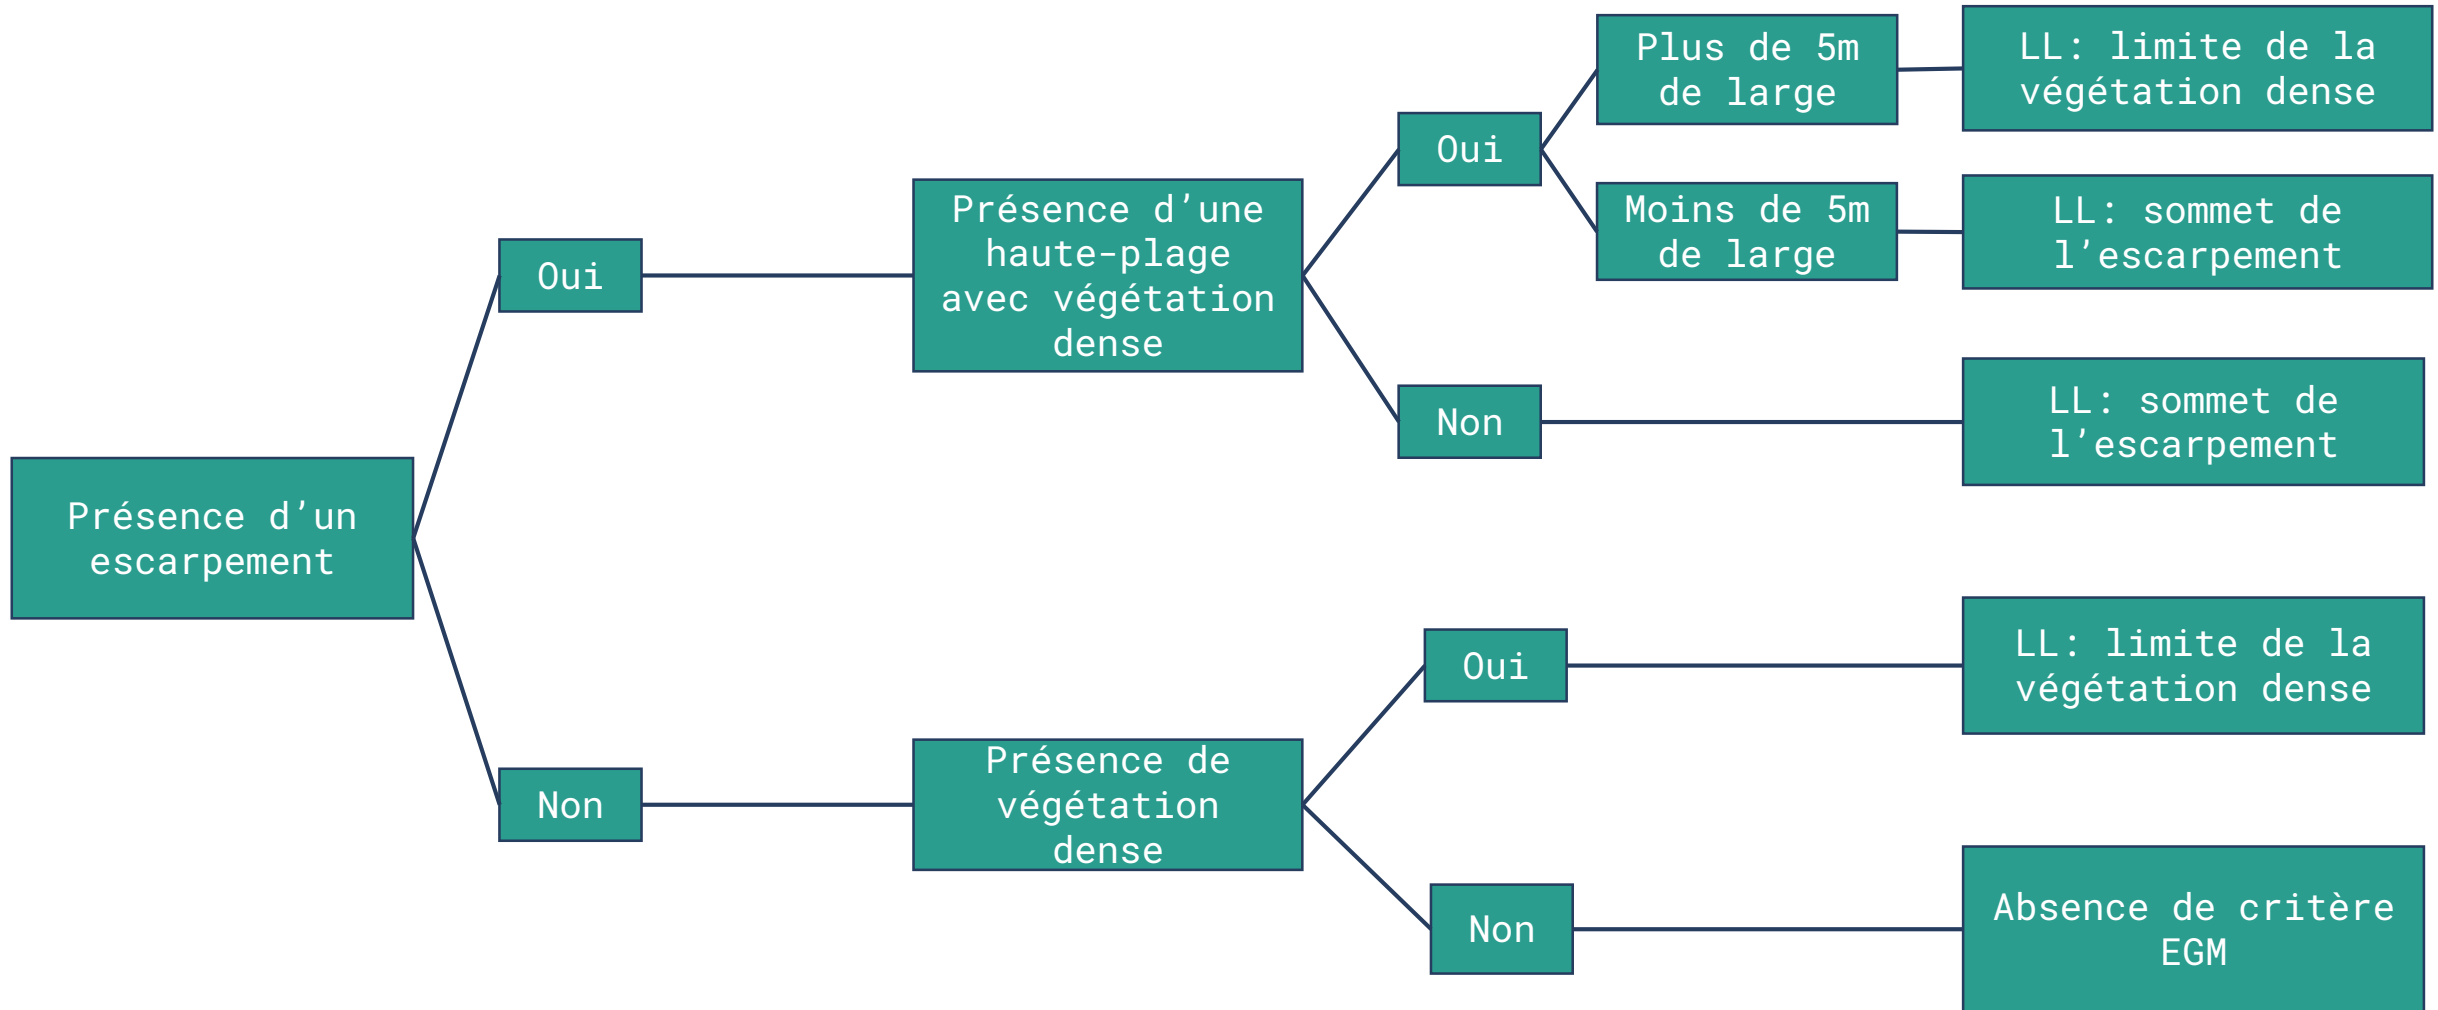 Présence d’un
escarpement
Oui
Présence d’une
haute-plage
avec végétation
dense
Oui
Plus de 5m
de large
LL: limite de la
végétation dense
Moins de 5m
de large
LL: sommet de
l’escarpement
Non
LL: sommet de
l’escarpement
Non
Présence de
végétation
dense
Oui
LL: limite de la
végétation dense
Non
Absence de critère
EGM